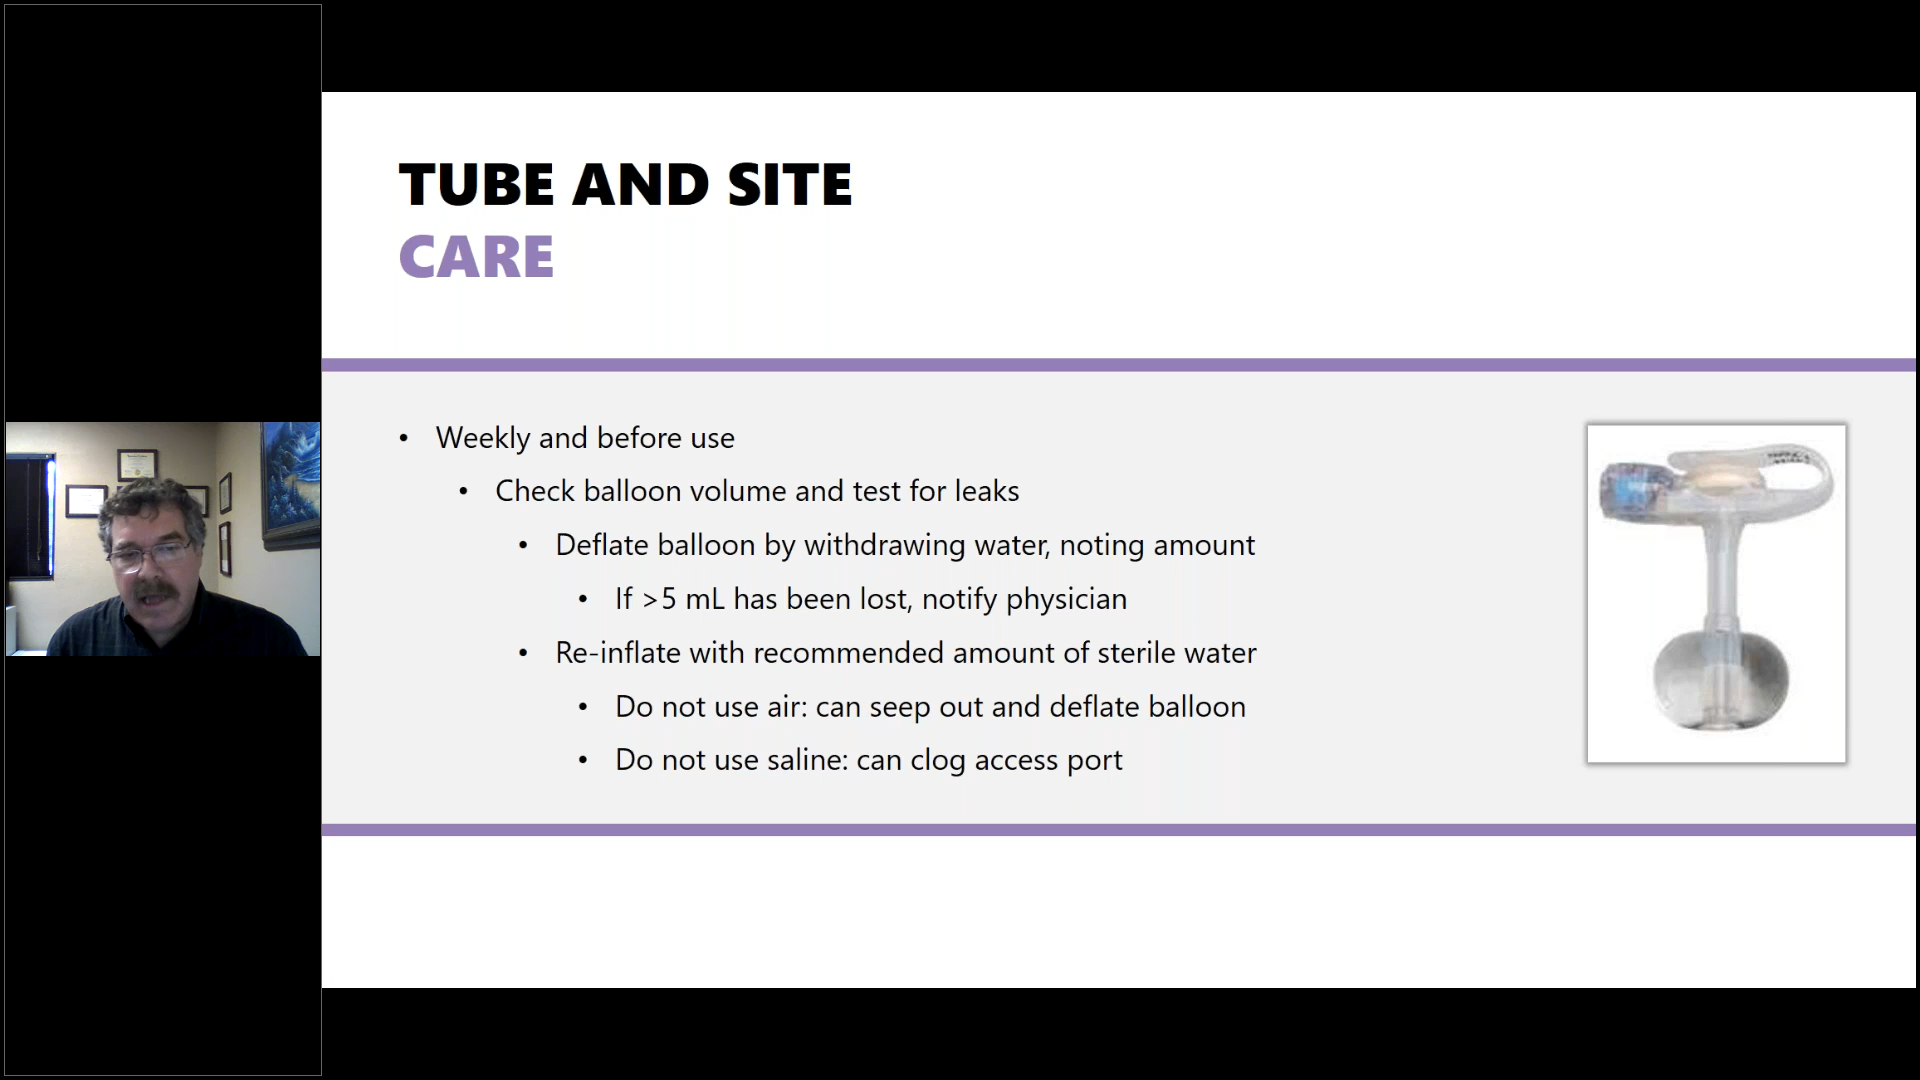 TUBE AND SITE
CARE
• Weekly and before use
• Check balloon volume and test for leaks
• Deflate balloon by withdrawing water, noting amount
• If >5 mL has been lost, notify physician
• Re-inflate with recommended amount of sterile water
• Do not use air: can seep out and deflate balloon
• Do not use saline: can clog access port